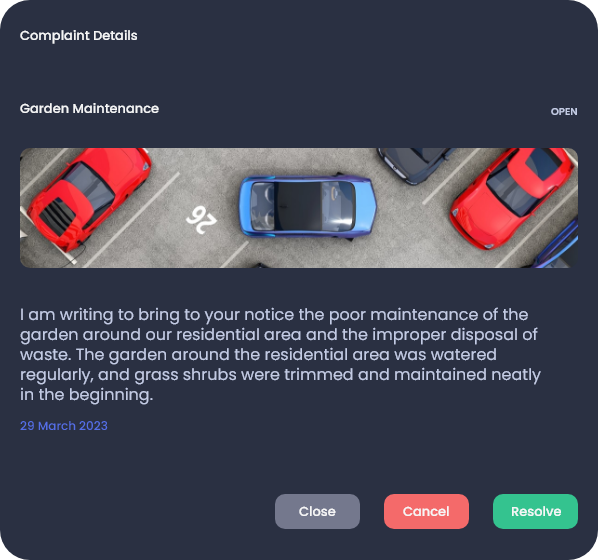 Complaint Details
Garden Maintenance
OPEN
26
I am writing to bring to your notice the poor maintenance of the
garden around our residential area and the improper disposal of
waste. The garden around the residential area was watered
regularly, and grass shrubs were trimmed and maintained neatly
in the beginning.
29 March 2023
Close
Cancel
Resolve